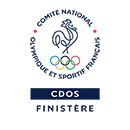 COMITÉ NATIONAL
OLYMPIQUE ET SPORTIF FRANÇAIS
CDOS
FINISTÈRE